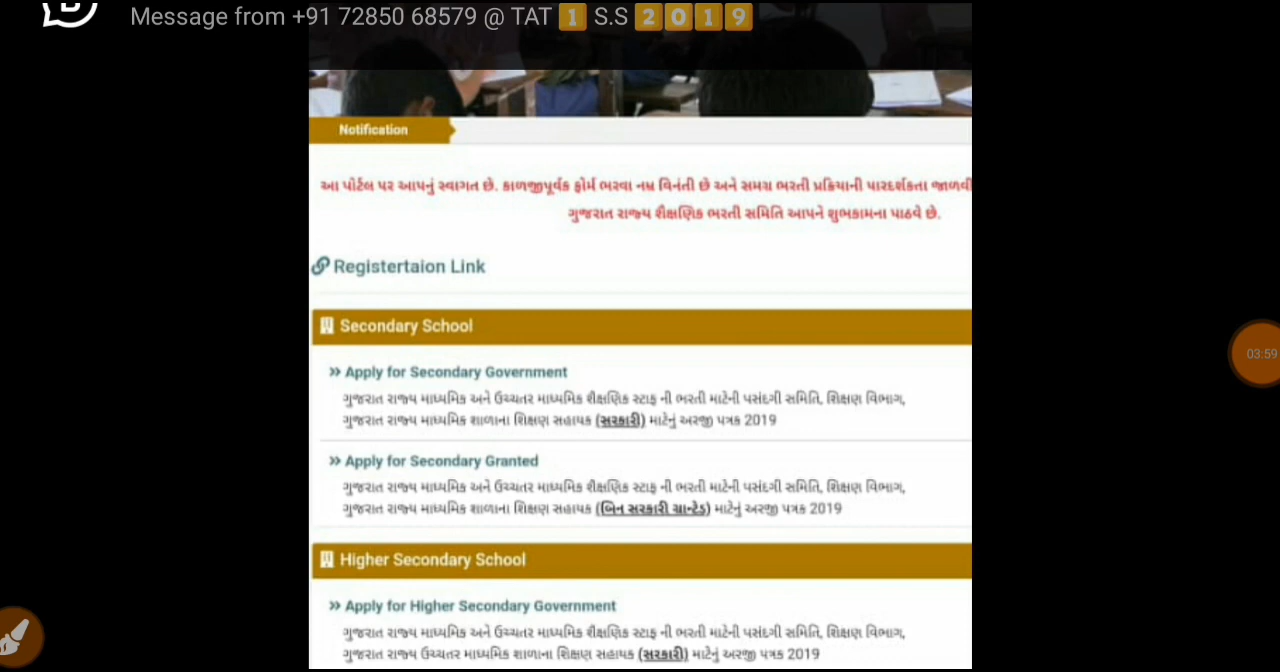 Message from +91 72850 68579 @ TAT 1 S.S 2 0 1 9
Notification
આ પોર્ટલ પર આપનું સ્વાગત છે. કાળજીપૂર્વક ફોર્મ ભરવા નમ્ર વિનંતી છે અને સમગ્ર ભરતી પ્રક્રિયાની પારદર્શકતા જાળવી
ગુજરાત રાજ્ય શૈક્ષણિક ભરતી સમિતિ આપને શુભકામના પાઠવે છે.
Registertaion Link
Secondary School
» Apply for Secondary Government
ગુજરાત રાજ્ય માધ્યમિક અને ઉચ્ચતર માધ્યમિક શૈક્ષણિક સ્ટાફ ની ભરતી માટેની પસંદગી સમિતિ, શિક્ષણ વિભાગ,
ગુજરાત રાજ્ય માધ્યમિક શાળાના શિક્ષણ સહાયક (સરકારી) માટેનું અરજી પત્રક 2019
» Apply for Secondary Granted
ગુજરાત રાજ્ય માધ્યમિક અને ઉચ્ચતર માધ્યમિક શૈક્ષણિક સ્ટાફ ની ભરતી માટેની પસંદગી સમિતિ, શિક્ષણ વિભાગ,
ગુજરાત રાજ્ય માધ્યમિક શાળાના શિક્ષણ સહાયક (બિન સરકારી ગ્રાન્ટેડ) માટેનું અરજી પત્રક 2019
Higher Secondary School
» Apply for Higher Secondary Government
ગુજરાત રાજ્ય માધ્યમિક અને ઉચ્ચતર માધ્યમિક શૈક્ષણિક સ્ટાફ ની ભરતી માટેની પસંદગી સમિતિ, શિક્ષણ વિભાગ,
ગુજરાત રાજ્ય ઉચ્ચતર માધ્યમિક શાળાના શિક્ષણ સહાયક (સરકારી) માટેનું અરજી પત્રક 2019
03:59